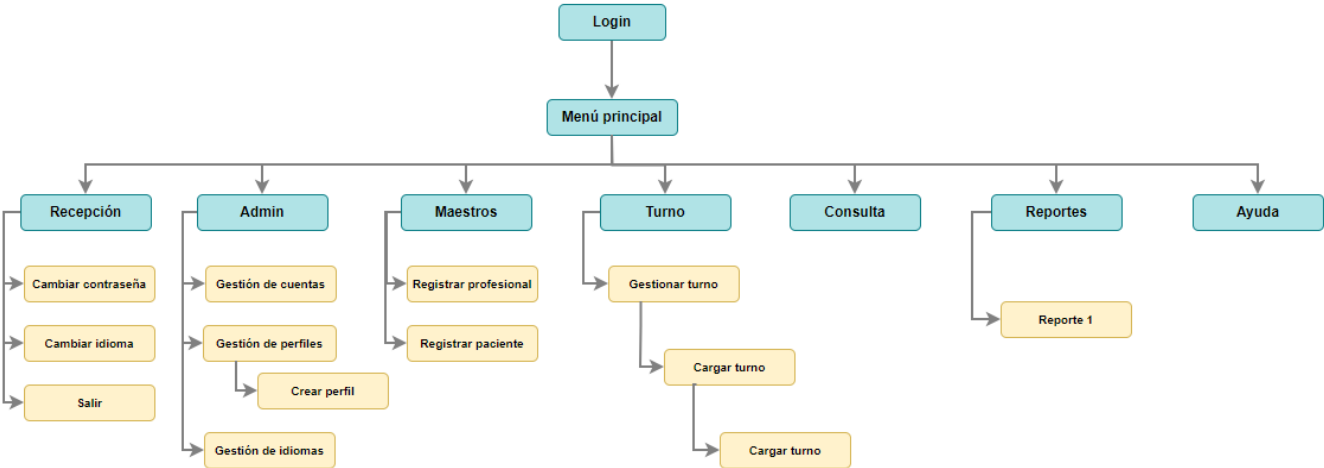 Login
Menú principal
Recepción
Admin
Maestros
Turno
Consulta
Reportes
Ayuda
Cambiar contraseña
Gestión de cuentas
Registrar profesional
Gestionar turno
Reporte 1
Cambiar idioma
Gestión de perfiles
Registrar paciente
Cargar turno
Crear perfil
Salir
Gestión de idiomas
Cargar turno